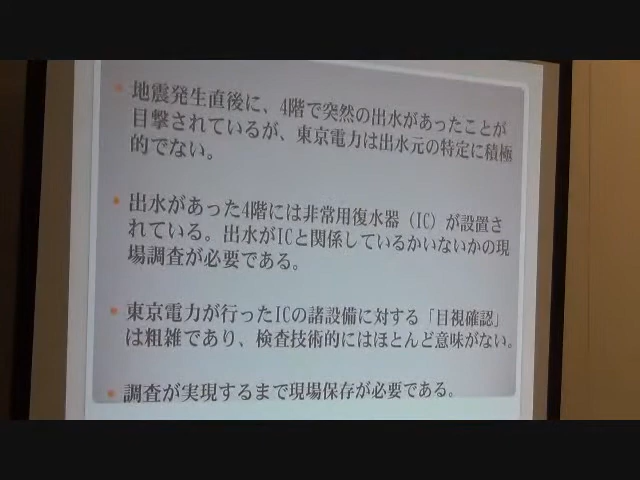 • 地震発生直後に、4階で突然の出水があったことが
目撃されているが、東京電力は出水元の特定に積極
的でない。
• 出水があった4階には非常用復水器（IC）が設置さ
れている。出水がICと関係しているかいないかの現
場調査が必要である。
• 東京電力が行ったICの諸設備に対する「目視確認」
は粗雑であり、検査技術的にはほとんど意味がない。
• 調査が実現するまで現場保存が必要である。